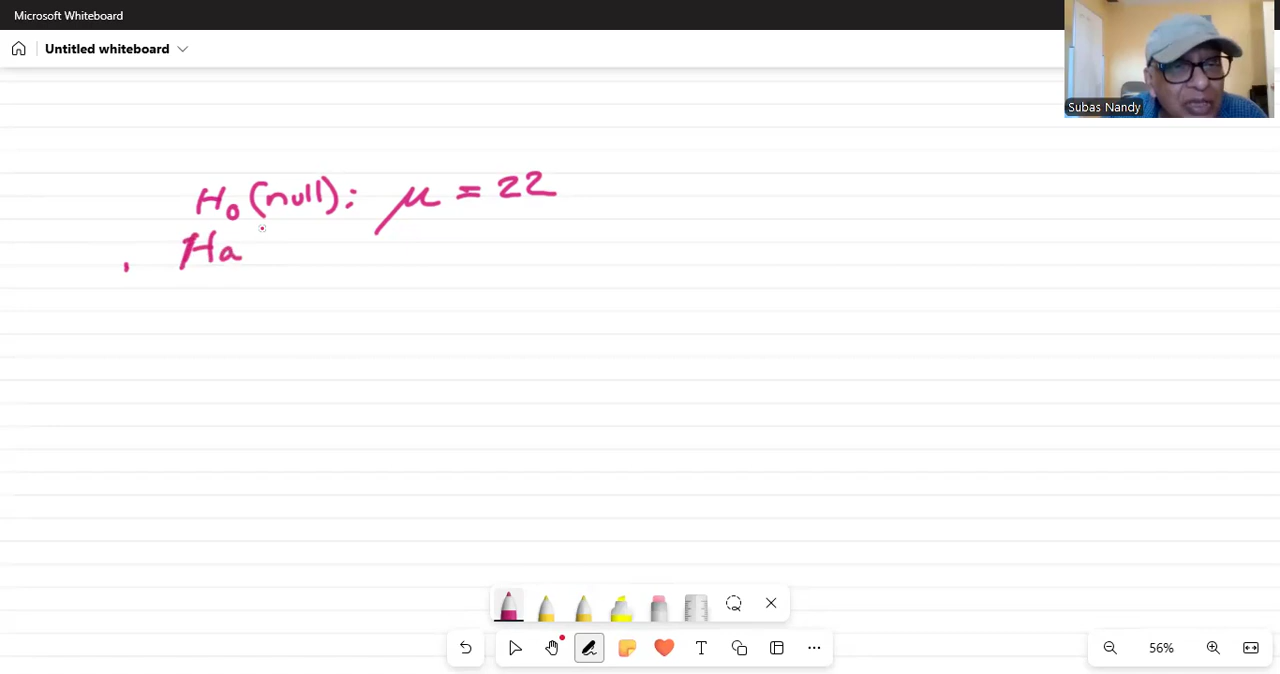 Microsoft Whiteboard
Untitled whiteboard
Subas Nandy
H₀ (null): μ = 22
Ha
56%